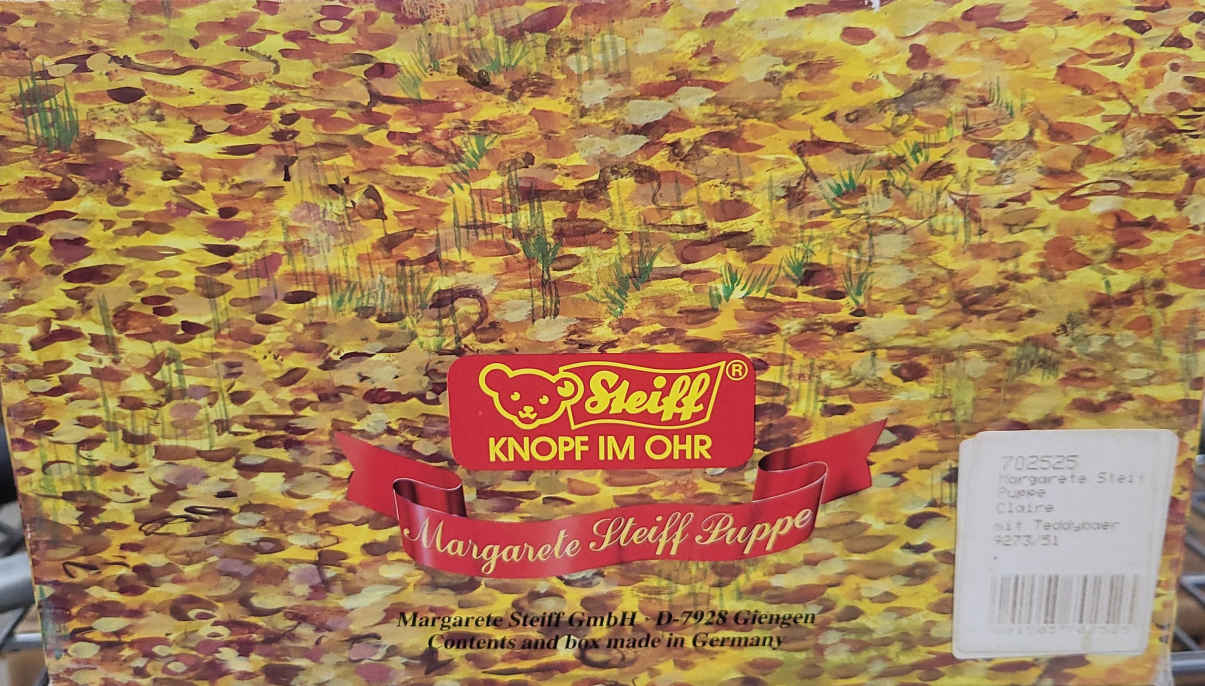 Steiff ®
KNOPF IM OHR
Margarete Steiff Puppe
Margarete Steiff GmbH · D-7928 Giengen
Contents and box made in Germany
702525
Margarete Steif
Puppe
Claire
mit Teddybaer
9273/51